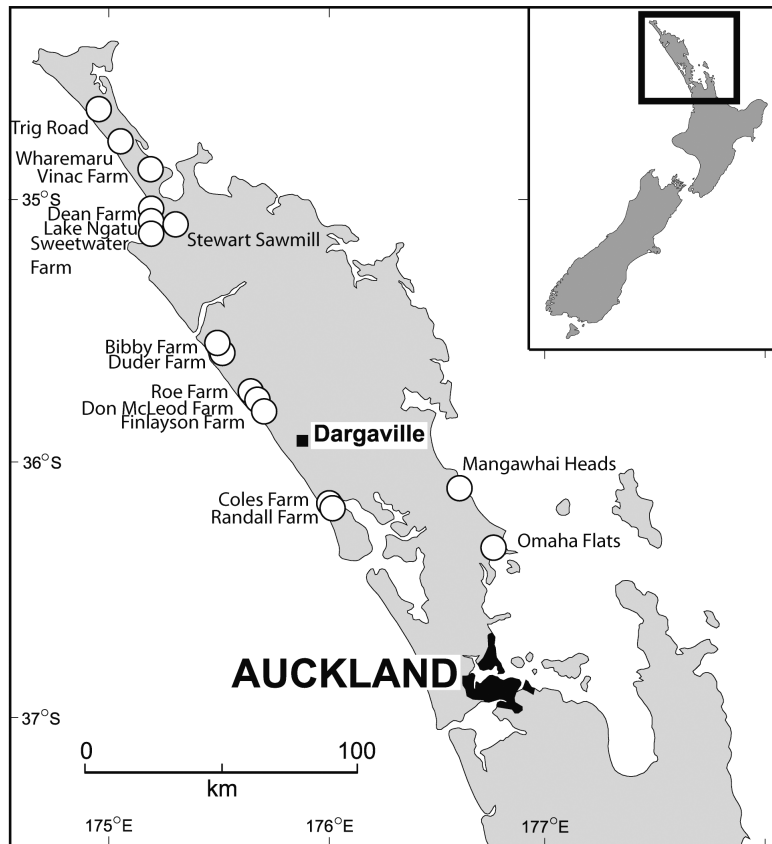 Trig Road
Wharemaru
Vinac Farm
35°S
Dean Farm
Lake Ngatu
Sweetwater
Farm
Stewart Sawmill
Bibby Farm
Duder Farm
Roe Farm
Don McLeod Farm
Finlayson Farm
Dargaville
36°S
Mangawhai Heads
Coles Farm
Randall Farm
Omaha Flats
AUCKLAND
37°S
0 100
km
175°E 176°E 177°E